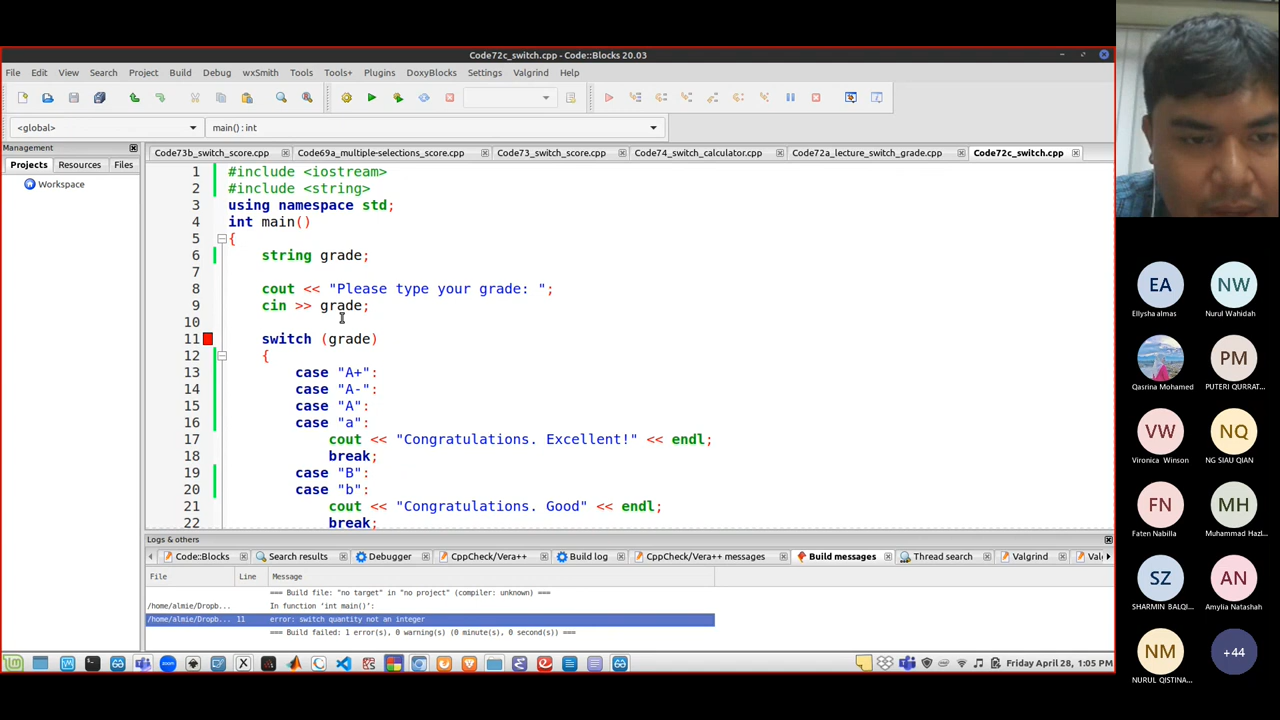 Code72c_switch.cpp - Code::Blocks 20.03
File Edit View Search Project Build Debug wxSmith Tools Tools+ Plugins DoxyBlocks Settings Valgrind Help
<global> main() : int
Management
Projects Resources Files
Workspace
Code73b_switch_score.cpp Code69a_multiple-selections_score.cpp Code73_switch_score.cpp Code74_switch_calculator.cpp Code72a_lecture_switch_grade.cpp Code72c_switch.cpp
1 #include <iostream>
2 #include <string>
3 using namespace std;
4 int main()
5 {
6 string grade;
7
8 cout << "Please type your grade: ";
9 cin >> grade;
10
11 switch (grade)
12 {
13 case "A+":
14 case "A-":
15 case "A":
16 case "a":
17 cout << "Congratulations. Excellent!" << endl;
18 break;
19 case "B":
20 case "b":
21 cout << "Congratulations. Good" << endl;
22 break;
Logs & others
Code::Blocks Search results Debugger CppCheck/Vera++ Build log CppCheck/Vera++ messages Build messages Thread search Valgrind
File Line Message
=== Build file: "no target" in "no project" (compiler: unknown) ===
/home/almie/Dropb... In function ‘int main()’:
/home/almie/Dropb... 11 error: switch quantity not an integer
=== Build failed: 1 error(s), 0 warning(s) (0 minute(s), 0 second(s)) ===
Friday April 28, 1:05 PM
EA NW
Ellysha almas Nurul Wahidah
PM
Qasrina Mohamed PUTERI QURRAT...
VW NQ
Vironica Winson NG SIAU QIAN
FN MH
Faten Nabilla Muhammad Hazi...
SZ AN
SHARMIN BALQI... Amylia Natashah
NM +44
NURUL QISTINA...